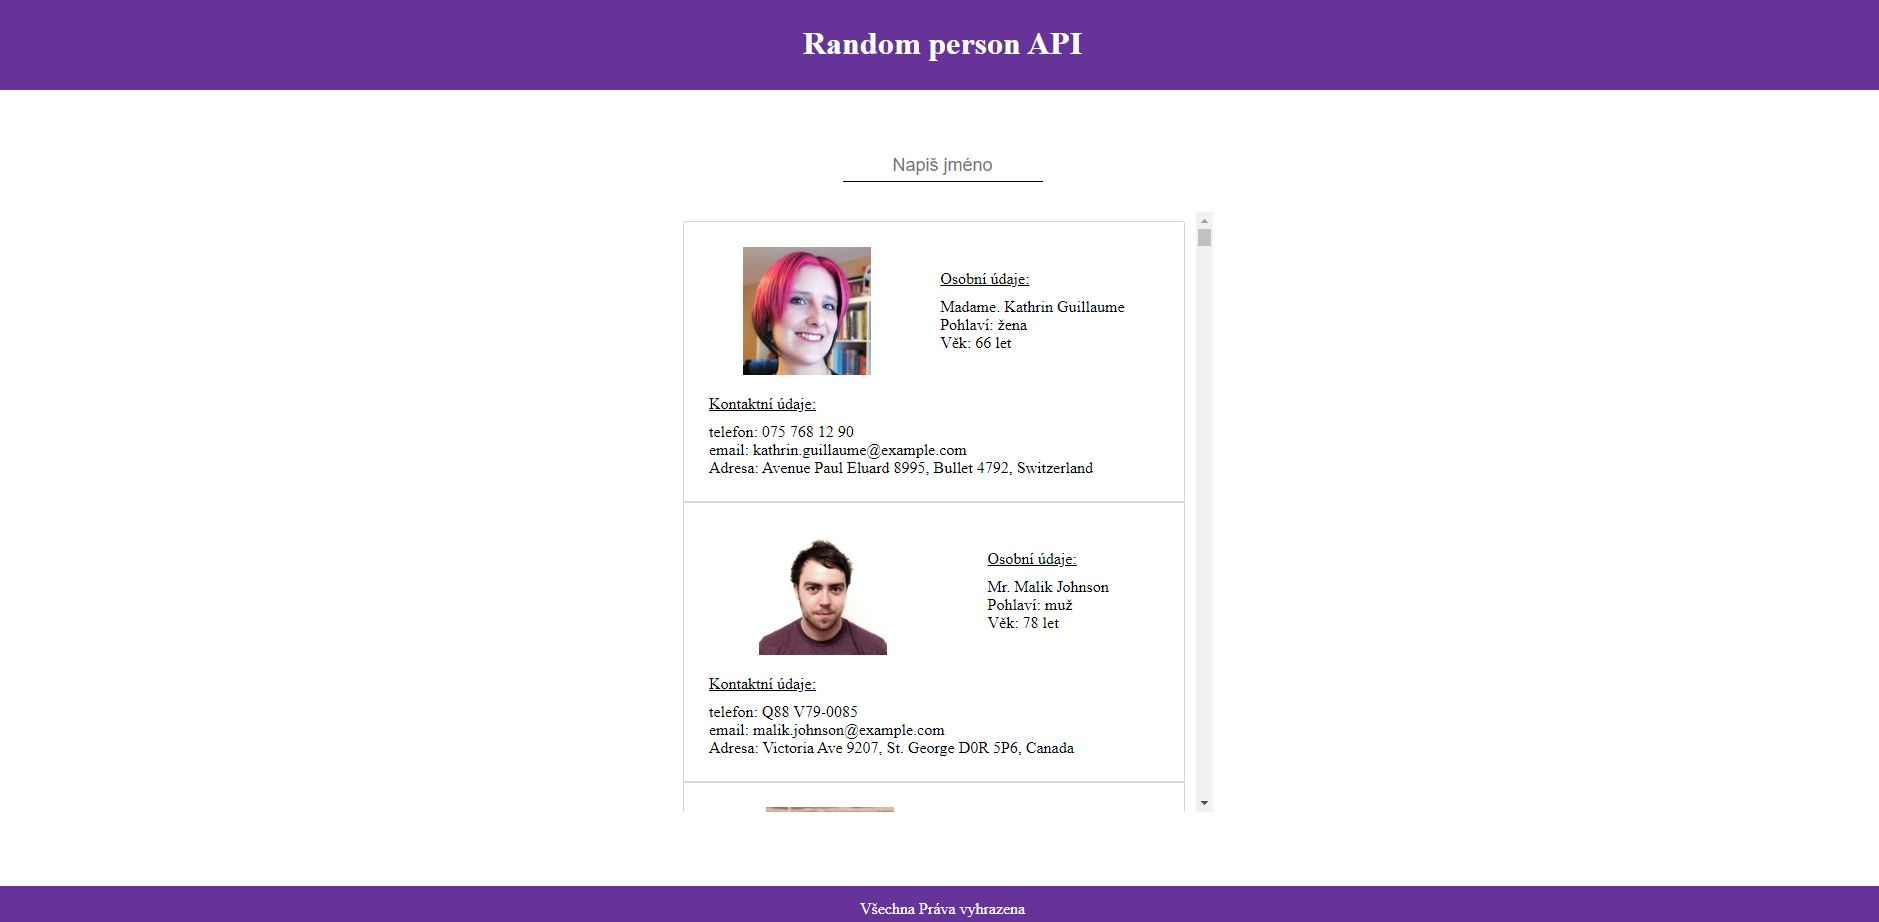 Random person API
Napiš jméno
Osobní údaje:
Madame. Kathrin Guillaume
Pohlaví: žena
Věk: 66 let
Kontaktní údaje:
telefon: 075 768 12 90
email: kathrin.guillaume@example.com
Adresa: Avenue Paul Eluard 8995, Bullet 4792, Switzerland
Osobní údaje:
Mr. Malik Johnson
Pohlaví: muž
Věk: 78 let
Kontaktní údaje:
telefon: Q88 V79-0085
email: malik.johnson@example.com
Adresa: Victoria Ave 9207, St. George D0R 5P6, Canada
Všechna Práva vyhrazena